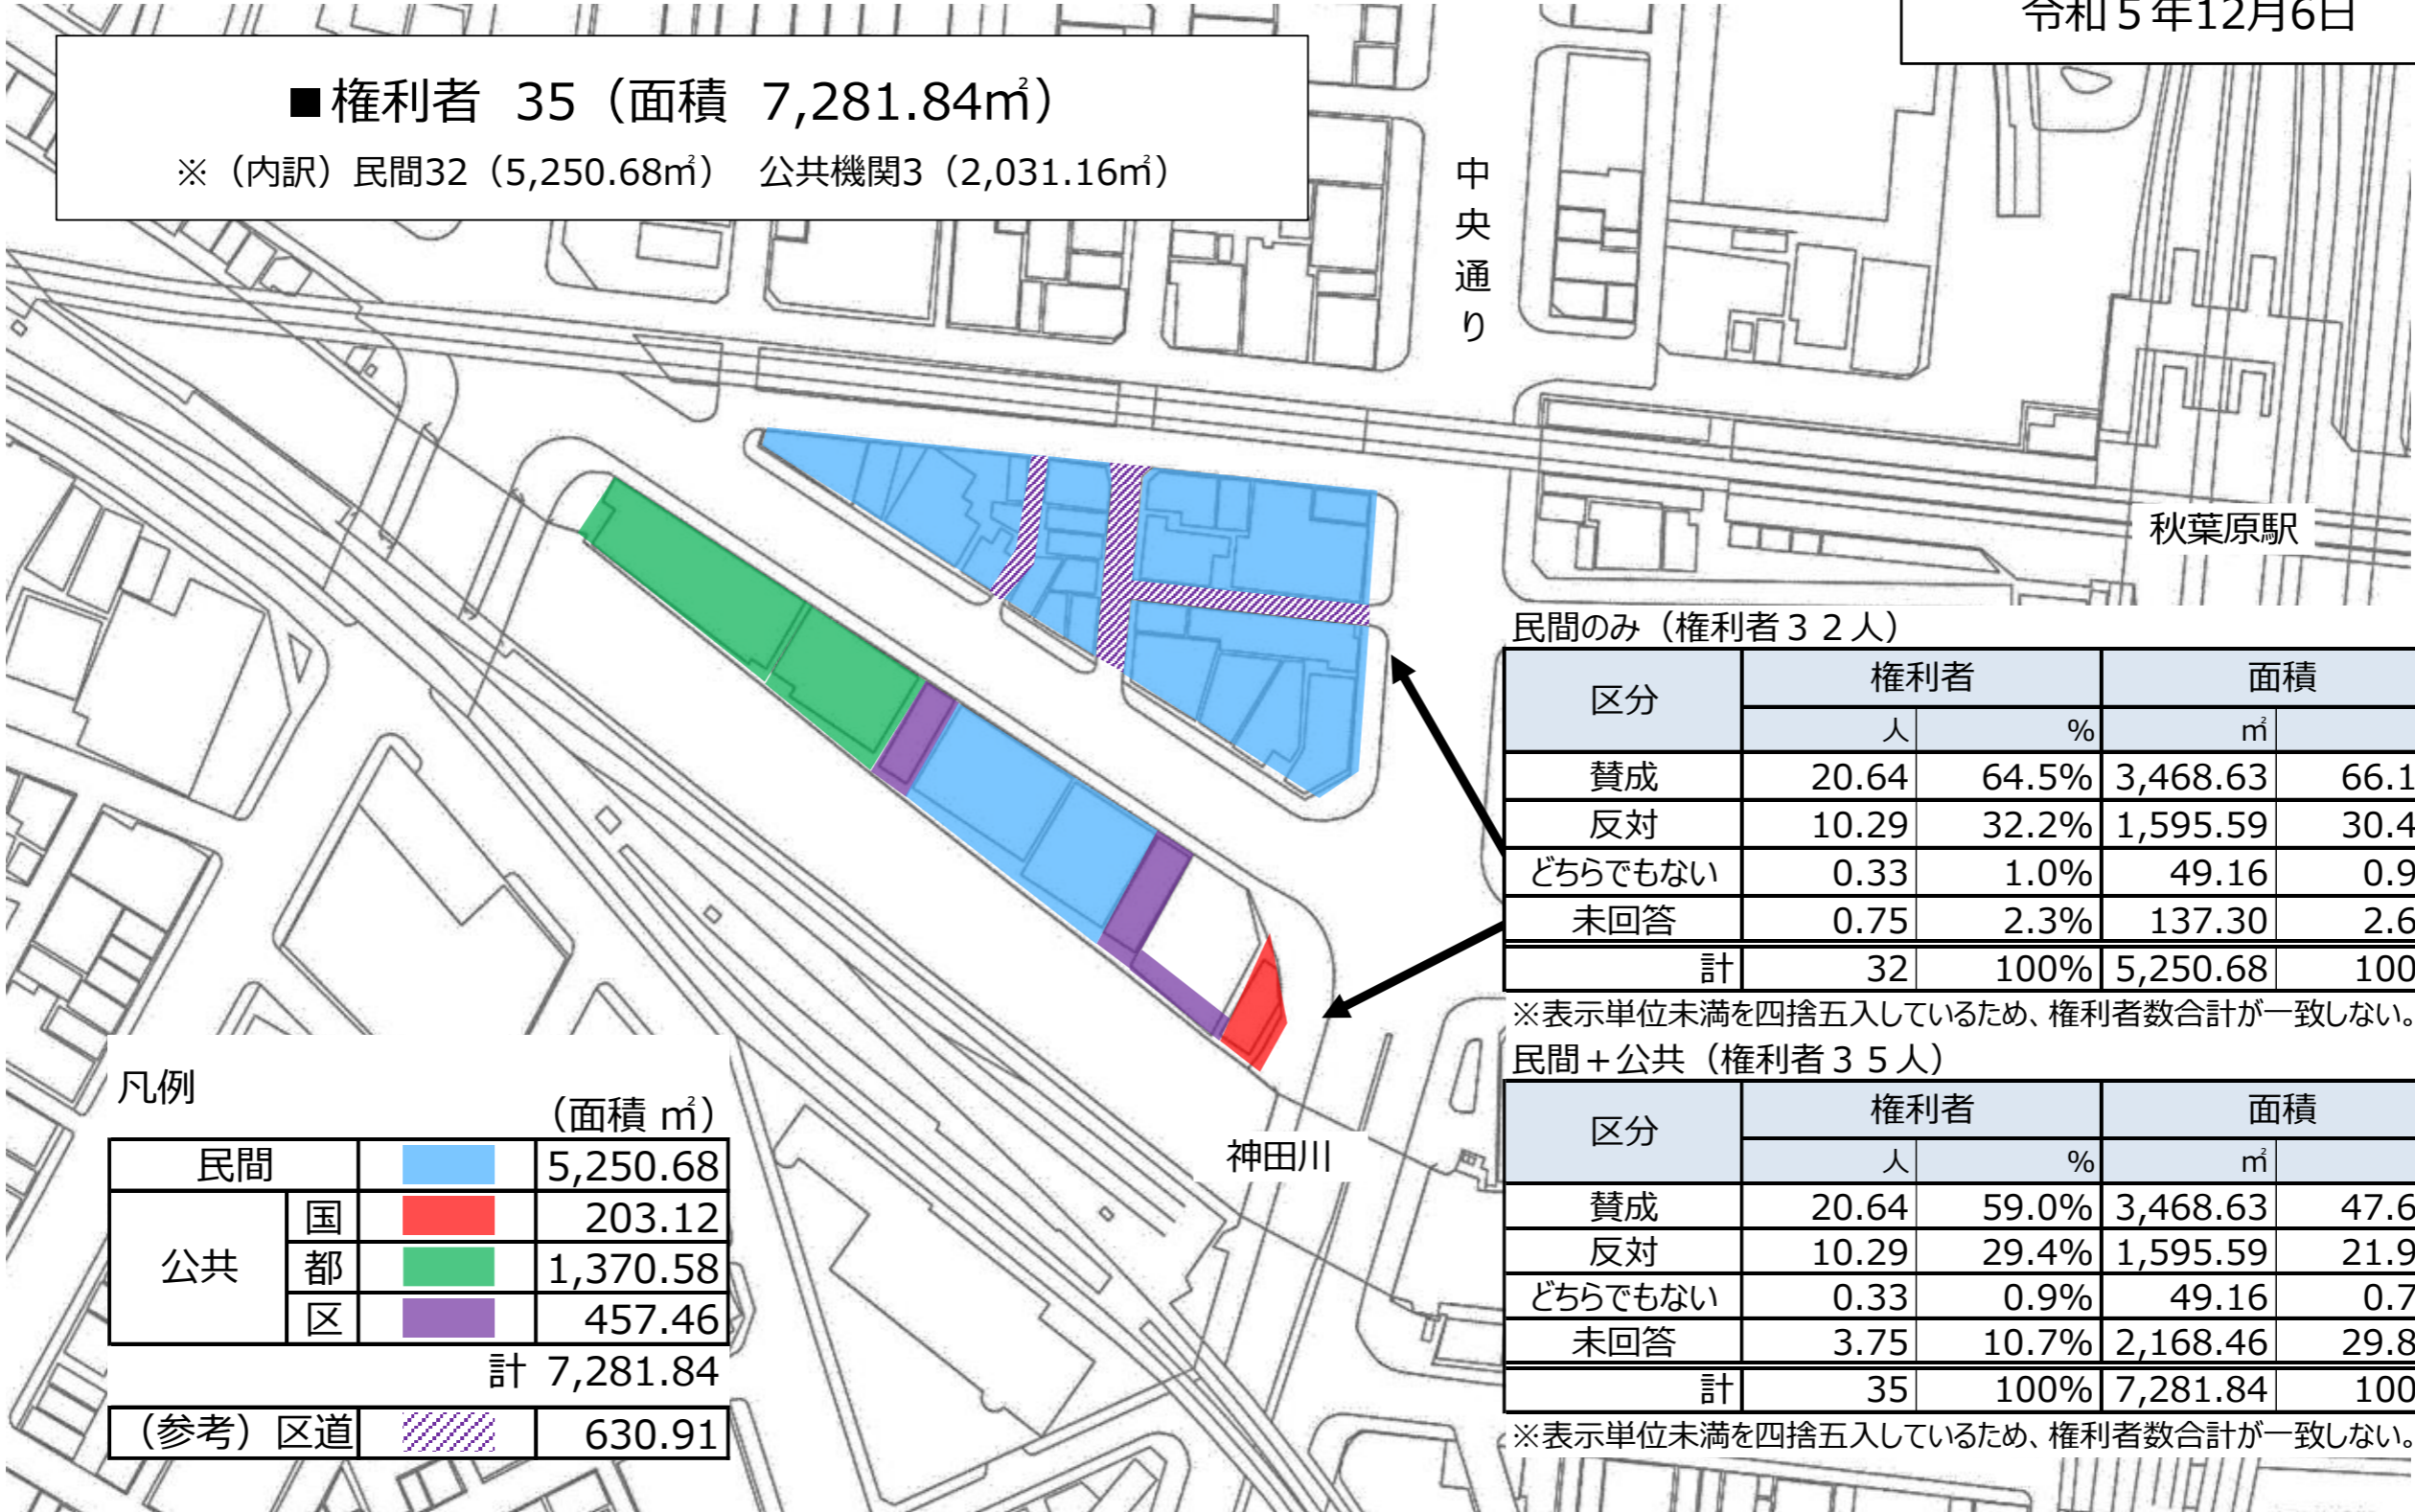 令和５年12月6日
■権利者 35（面積 7,281.84㎡）
※（内訳）民間32（5,250.68㎡） 公共機関3（2,031.16㎡）
中央通り
秋葉原駅
民間のみ（権利者３２人）
区分 権利者 面積
人 % ㎡
賛成 20.64 64.5% 3,468.63 66.1
反対 10.29 32.2% 1,595.59 30.4
どちらでもない 0.33 1.0% 49.16 0.9
未回答 0.75 2.3% 137.30 2.6
計 32 100% 5,250.68 100
※表示単位未満を四捨五入しているため、権利者数合計が一致しない。
民間＋公共（権利者３５人）
区分 権利者 面積
人 % ㎡
賛成 20.64 59.0% 3,468.63 47.6
反対 10.29 29.4% 1,595.59 21.9
どちらでもない 0.33 0.9% 49.16 0.7
未回答 3.75 10.7% 2,168.46 29.8
計 35 100% 7,281.84 100
※表示単位未満を四捨五入しているため、権利者数合計が一致しない。
神田川
凡例
（面積 ㎡）
民間 5,250.68
公共 国 203.12
都 1,370.58
区 457.46
計 7,281.84
（参考）区道 630.91